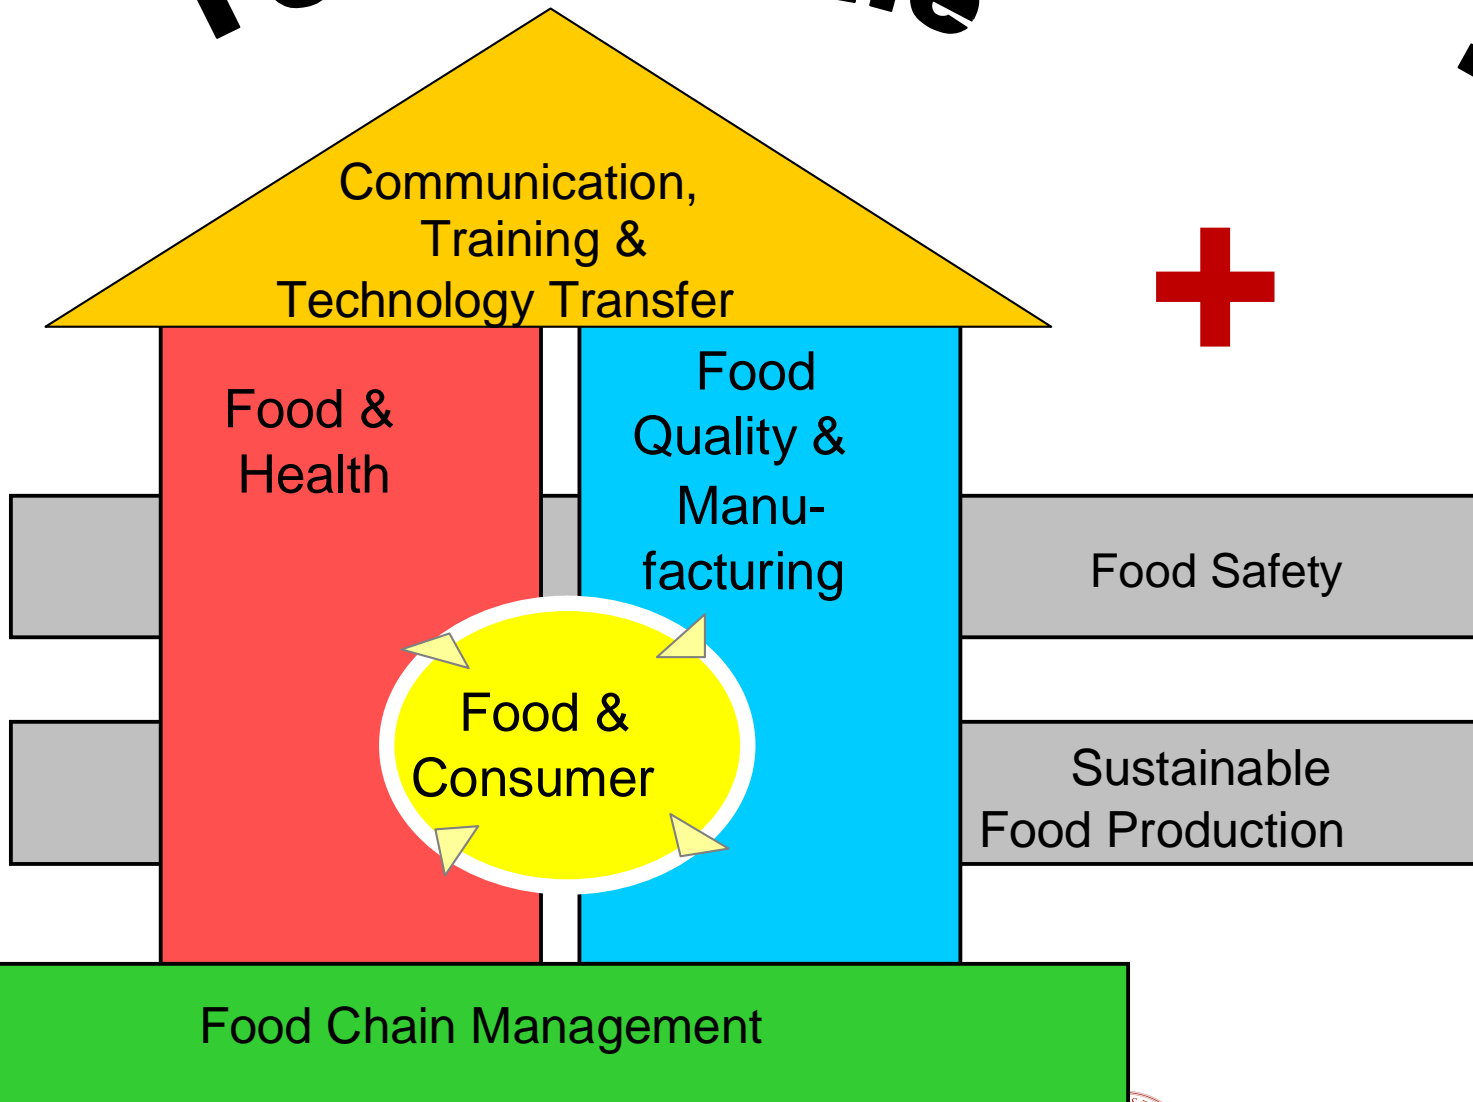 Communication,
Training &
Technology Transfer
Food &
Health
Food
Quality &
Manu-
facturing
Food Safety
Food &
Consumer
Sustainable
Food Production
Food Chain Management